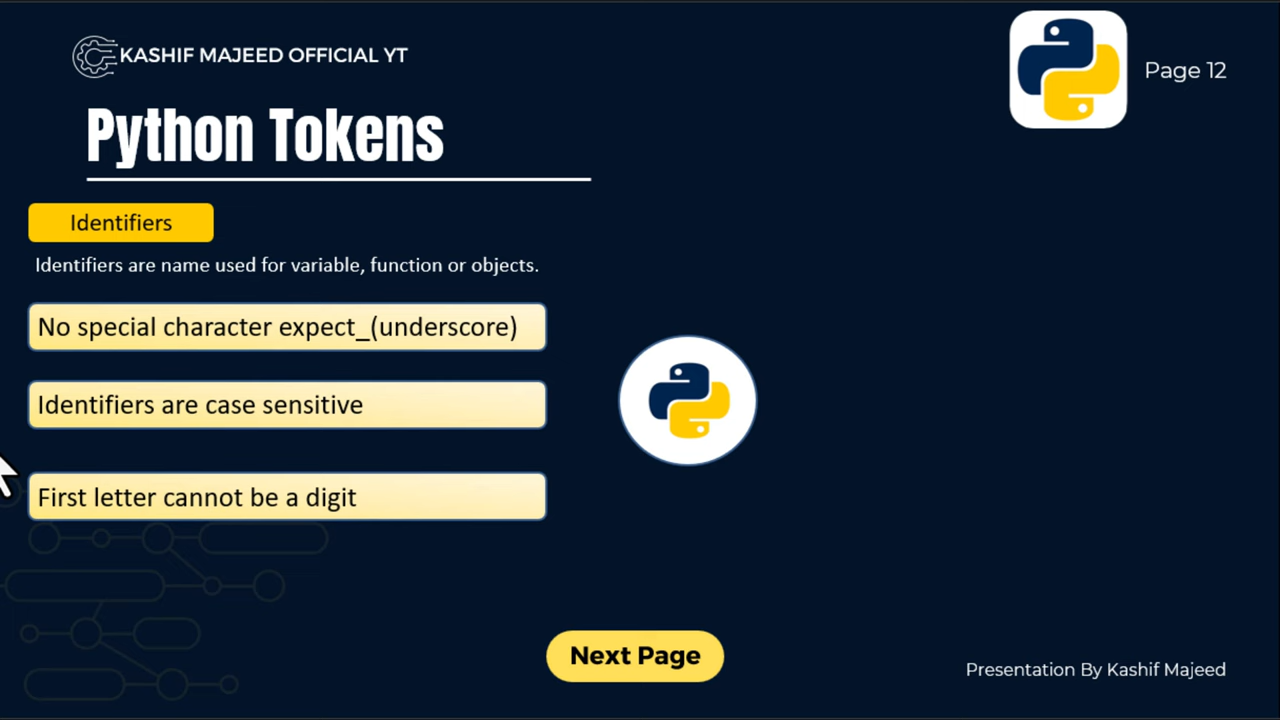 KASHIF MAJEED OFFICIAL YT
Page 12
Python Tokens
Identifiers
Identifiers are name used for variable, function or objects.
No special character expect_(underscore)
Identifiers are case sensitive
First letter cannot be a digit
Next Page
Presentation By Kashif Majeed